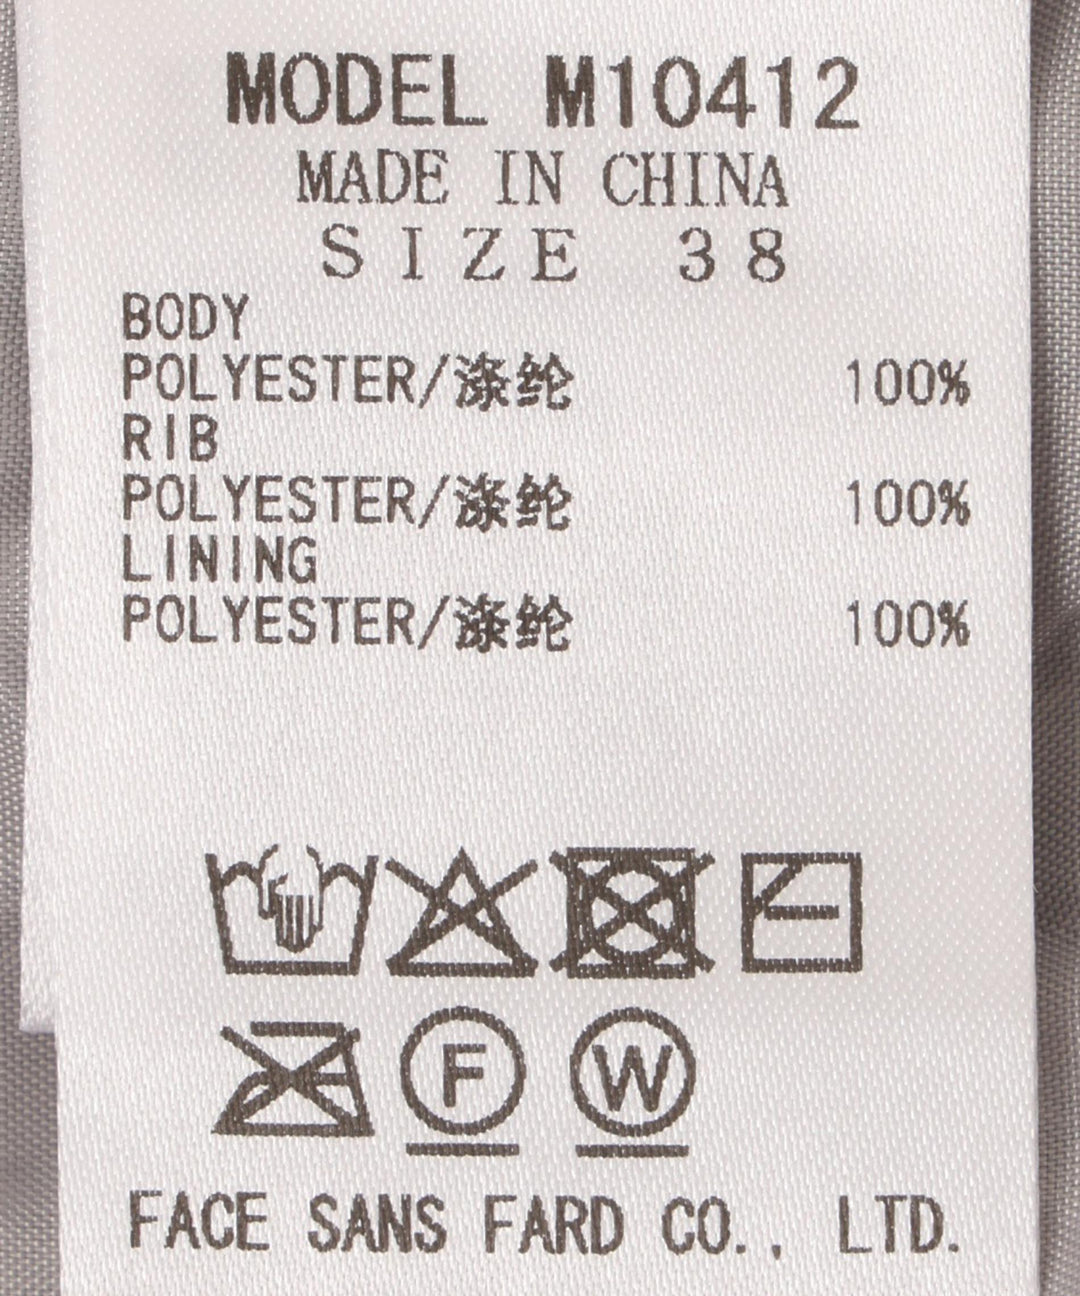 MODEL M10412
MADE IN CHINA
SIZE 38
BODY
POLYESTER/涤纶 100%
RIB
POLYESTER/涤纶 100%
LINING
POLYESTER/涤纶 100%
F W
FACE SANS FARD CO., LTD.